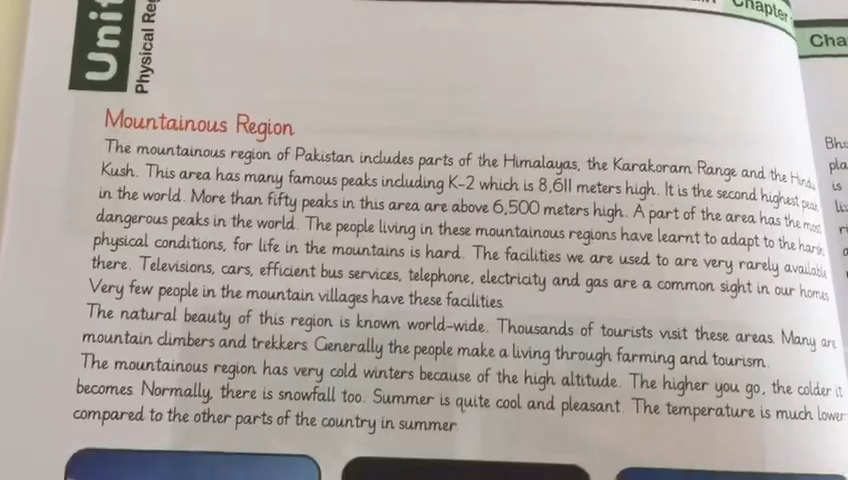 Unit
Physical Reg
Chapter
Cha
Mountainous Region
The mountainous region of Pakistan includes parts of the Himalayas, the Karakoram Range and the Hindu
Kush. This area has many famous peaks including K-2 which is 8,611 meters high. It is the second highest peak
in the world. More than fifty peaks in this area are above 6,500 meters high. A part of the area has the most
dangerous peaks in the world. The people living in these mountainous regions have learnt to adapt to the harsh
physical conditions, for life in the mountains is hard. The facilities we are used to are very rarely available
there. Televisions, cars, efficient bus services, telephone, electricity and gas are a common sight in our homes
Very few people in the mountain villages have these facilities.
The natural beauty of this region is known world-wide. Thousands of tourists visit these areas. Many are
mountain climbers and trekkers. Generally the people make a living through farming and tourism.
The mountainous region has very cold winters because of the high altitude. The higher you go, the colder it
becomes. Normally, there is snowfall too. Summer is quite cool and pleasant. The temperature is much lower
compared to the other parts of the country in summer
pla
is